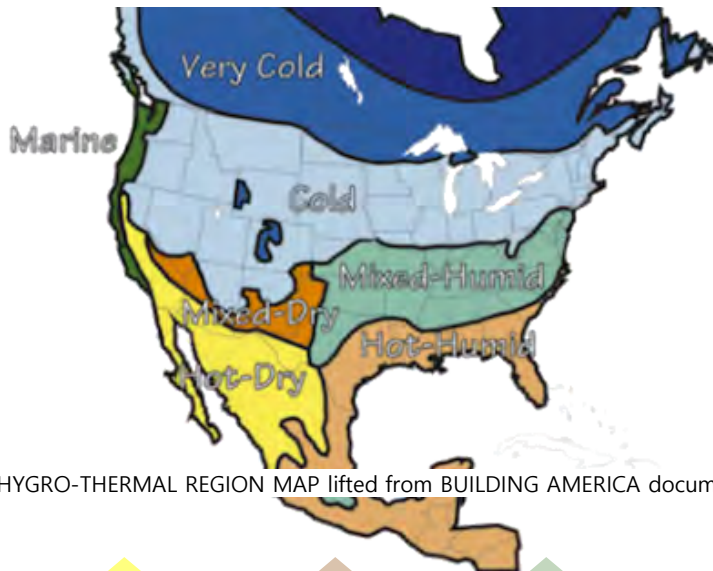 Very Cold
Marine
Cold
Mixed-Humid
Mixed-Dry
Hot-Humid
Hot-Dry
HYGRO-THERMAL REGION MAP lifted from BUILDING AMERICA docum